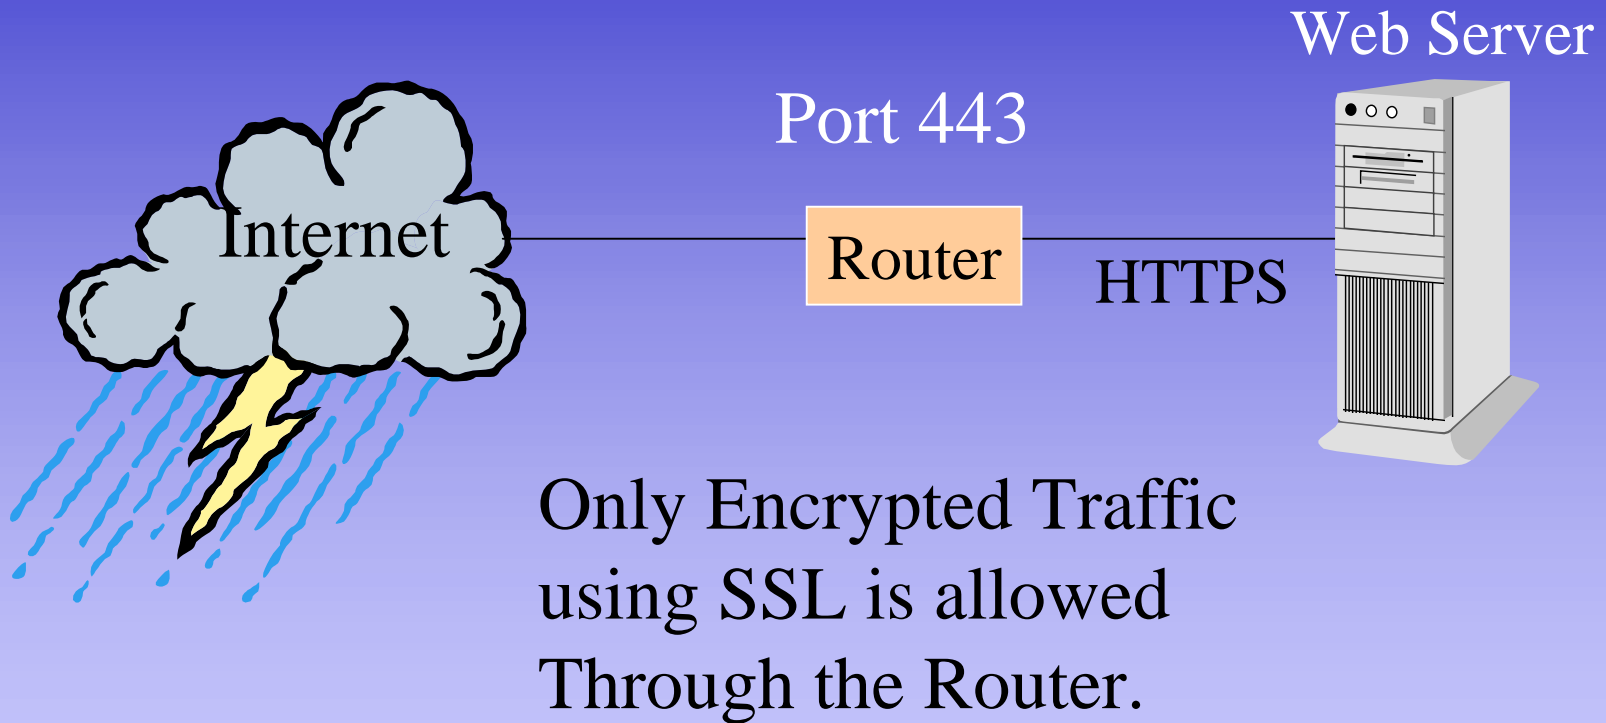 Web Server
Port 443
Internet
Router
HTTPS
Only Encrypted Traffic
using SSL is allowed
Through the Router.